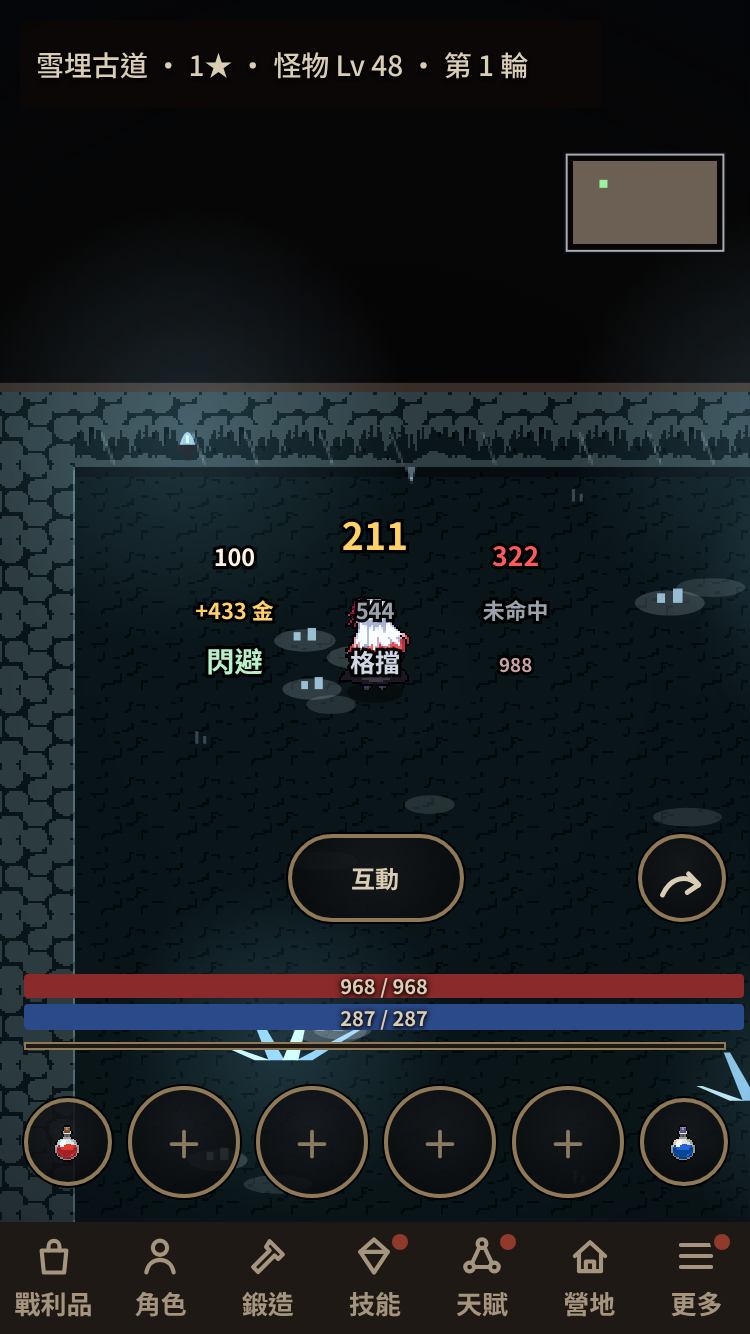 雪埋古道 • 1★ • 怪物 Lv 48 • 第 1 輪
211
100
322
+433 金
544
未命中
閃避
格擋
988
互動
968 / 968
287 / 287
戰利品
角色
鍛造
技能
天賦
營地
更多